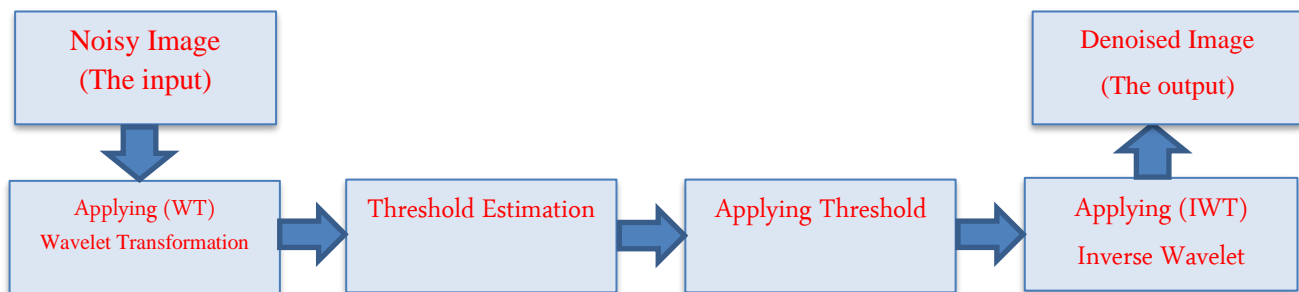 Noisy Image
(The input)
Applying (WT)
Wavelet Transformation
Threshold Estimation
Applying Threshold
Applying (IWT)
Inverse Wavelet
Denoised Image
(The output)